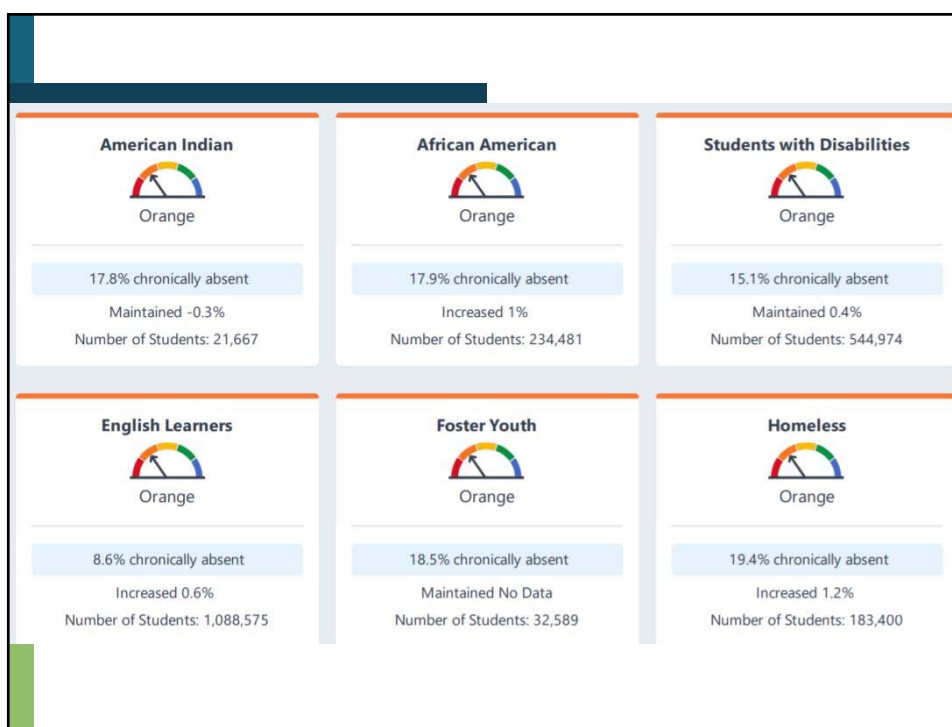 American Indian
Orange
17.8% chronically absent
Maintained -0.3%
Number of Students: 21,667
African American
Orange
17.9% chronically absent
Increased 1%
Number of Students: 234,481
Students with Disabilities
Orange
15.1% chronically absent
Maintained 0.4%
Number of Students: 544,974
English Learners
Orange
8.6% chronically absent
Increased 0.6%
Number of Students: 1,088,575
Foster Youth
Orange
18.5% chronically absent
Maintained No Data
Number of Students: 32,589
Homeless
Orange
19.4% chronically absent
Increased 1.2%
Number of Students: 183,400